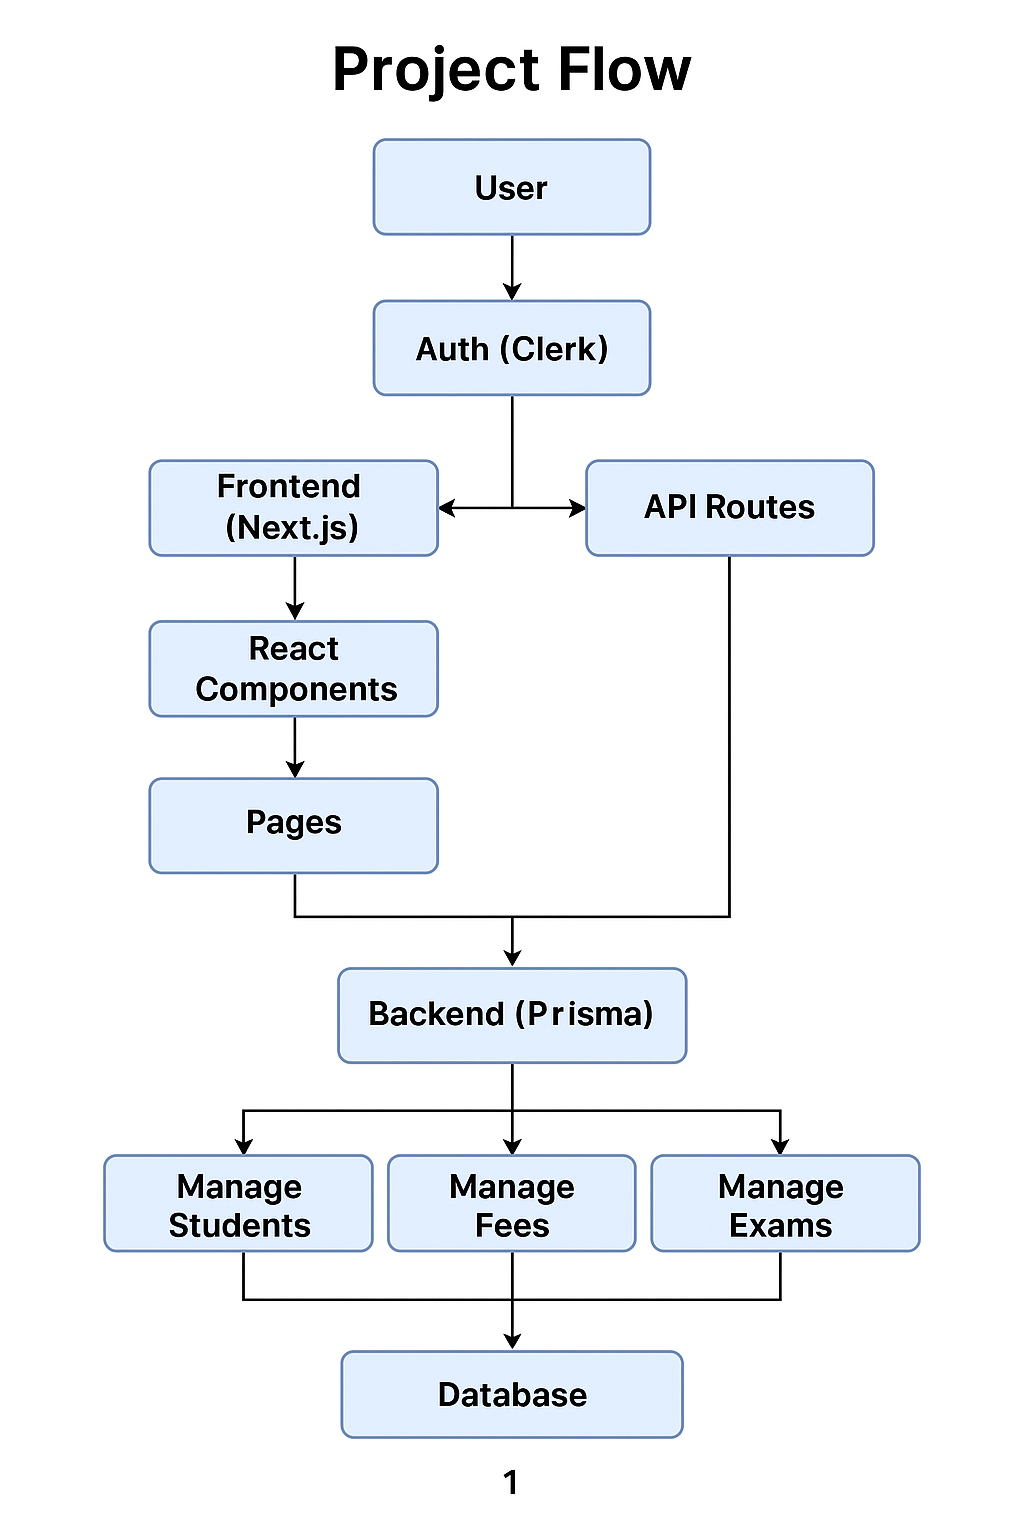 Project Flow
User
Auth (Clerk)
Frontend
(Next.js)
API Routes
React
Components
Pages
Backend (Prisma)
Manage
Students
Manage
Fees
Manage
Exams
Database
1